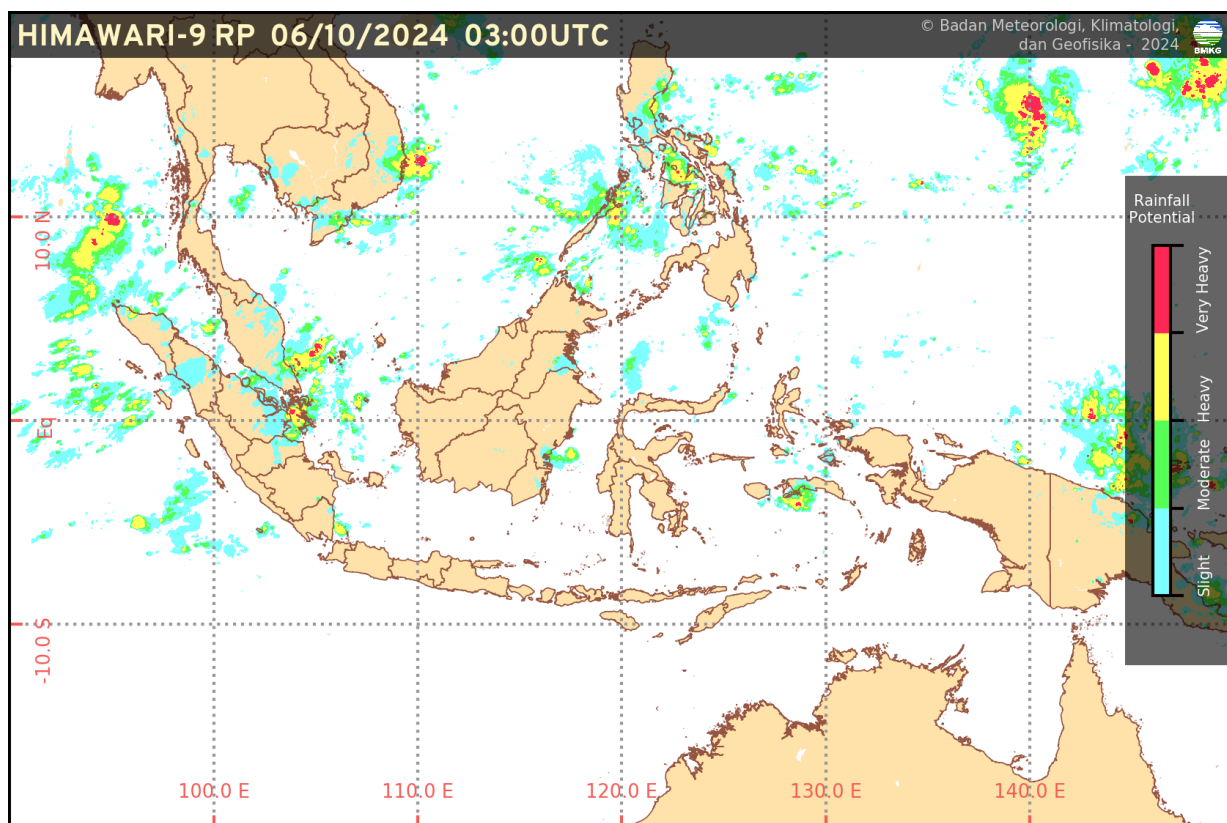 HIMAWARI-9 RP 06/10/2024 03:00UTC
© Badan Meteorologi, Klimatologi,
dan Geofisika - 2024
BMKG
Rainfall
Potential
Very Heavy
Heavy
Moderate
Slight
10.0 N
Eq
-10.0 S
100.0 E
110.0 E
120.0 E
130.0 E
140.0 E